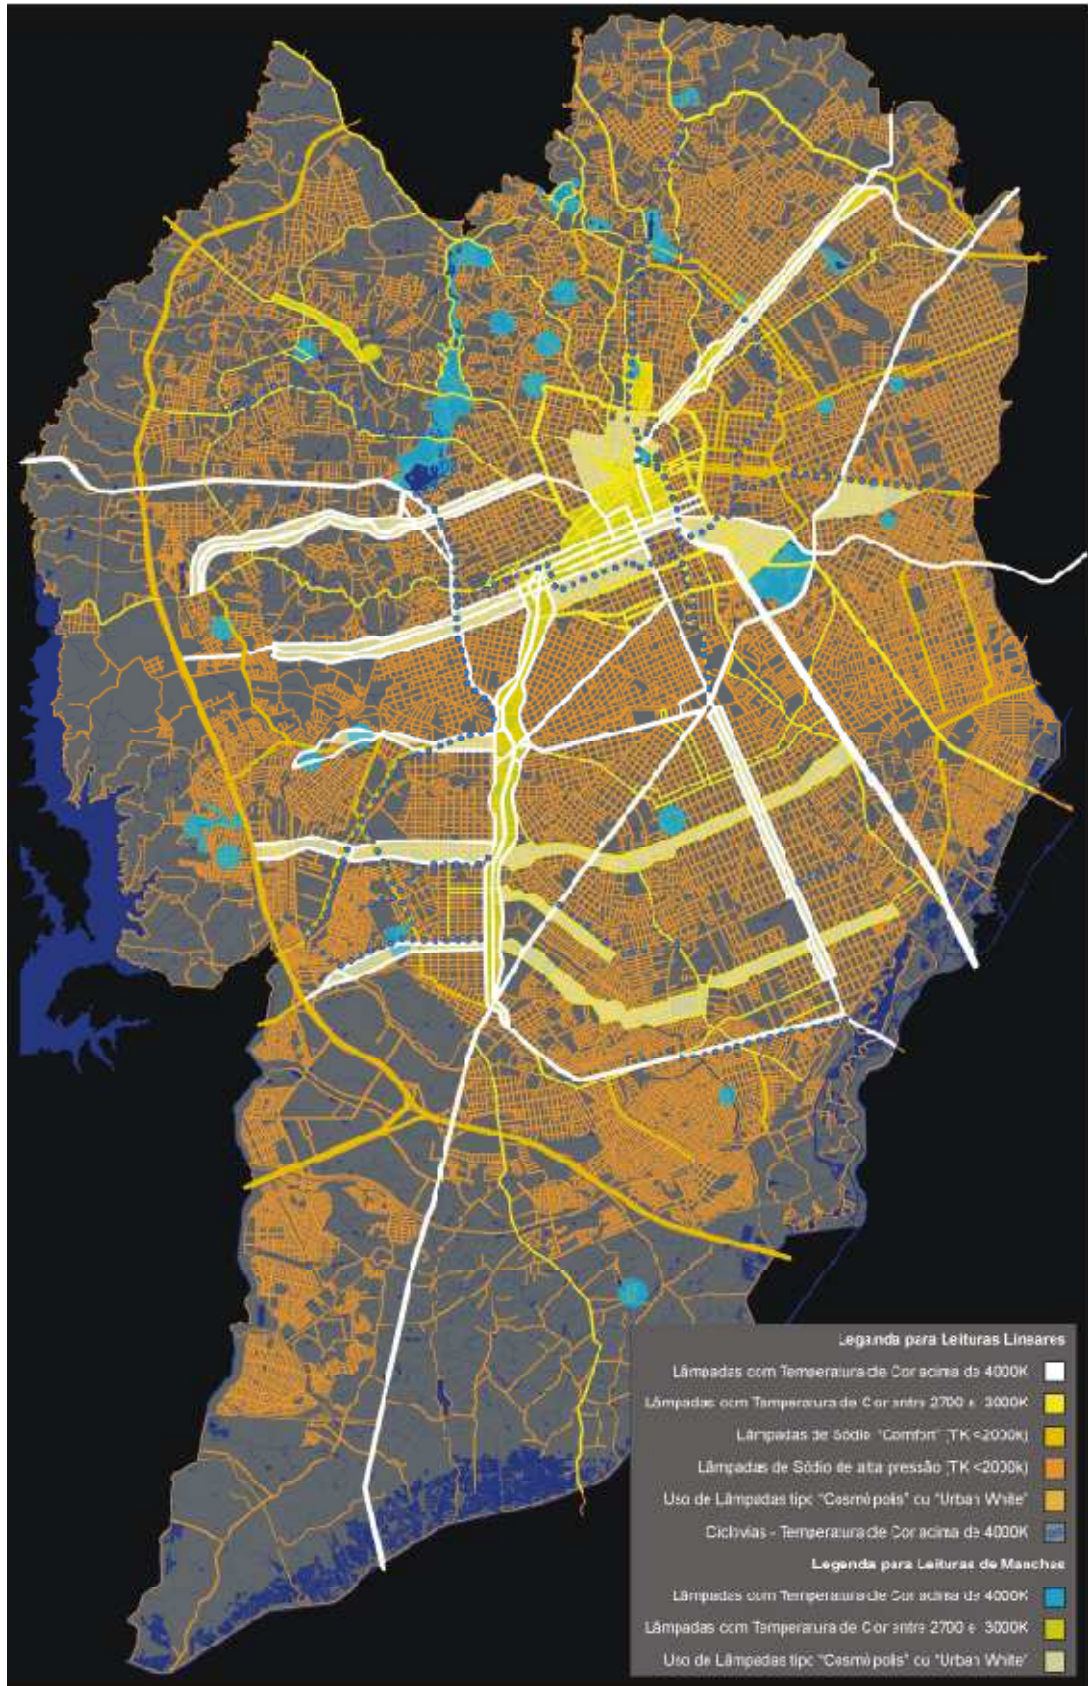 Legenda para Leituras Lineares
Lâmpadas com Temperatura de Cor acima de 4000K
Lâmpadas com Temperatura de Cor entre 2700 e 3000K
Lâmpadas de Sódio "Comfort" (TK <2000k)
Lâmpadas de Sódio de alta pressão (TK <2000k)
Uso de Lâmpadas tipo "Cosmópolis" ou "Urban White"
Ciclovias - Temperatura de Cor acima de 4000K
Legenda para Leituras de Manchas
Lâmpadas com Temperatura de Cor acima de 4000K
Lâmpadas com Temperatura de Cor entre 2700 e 3000K
Uso de Lâmpadas tipo "Cosmópolis" ou "Urban White"